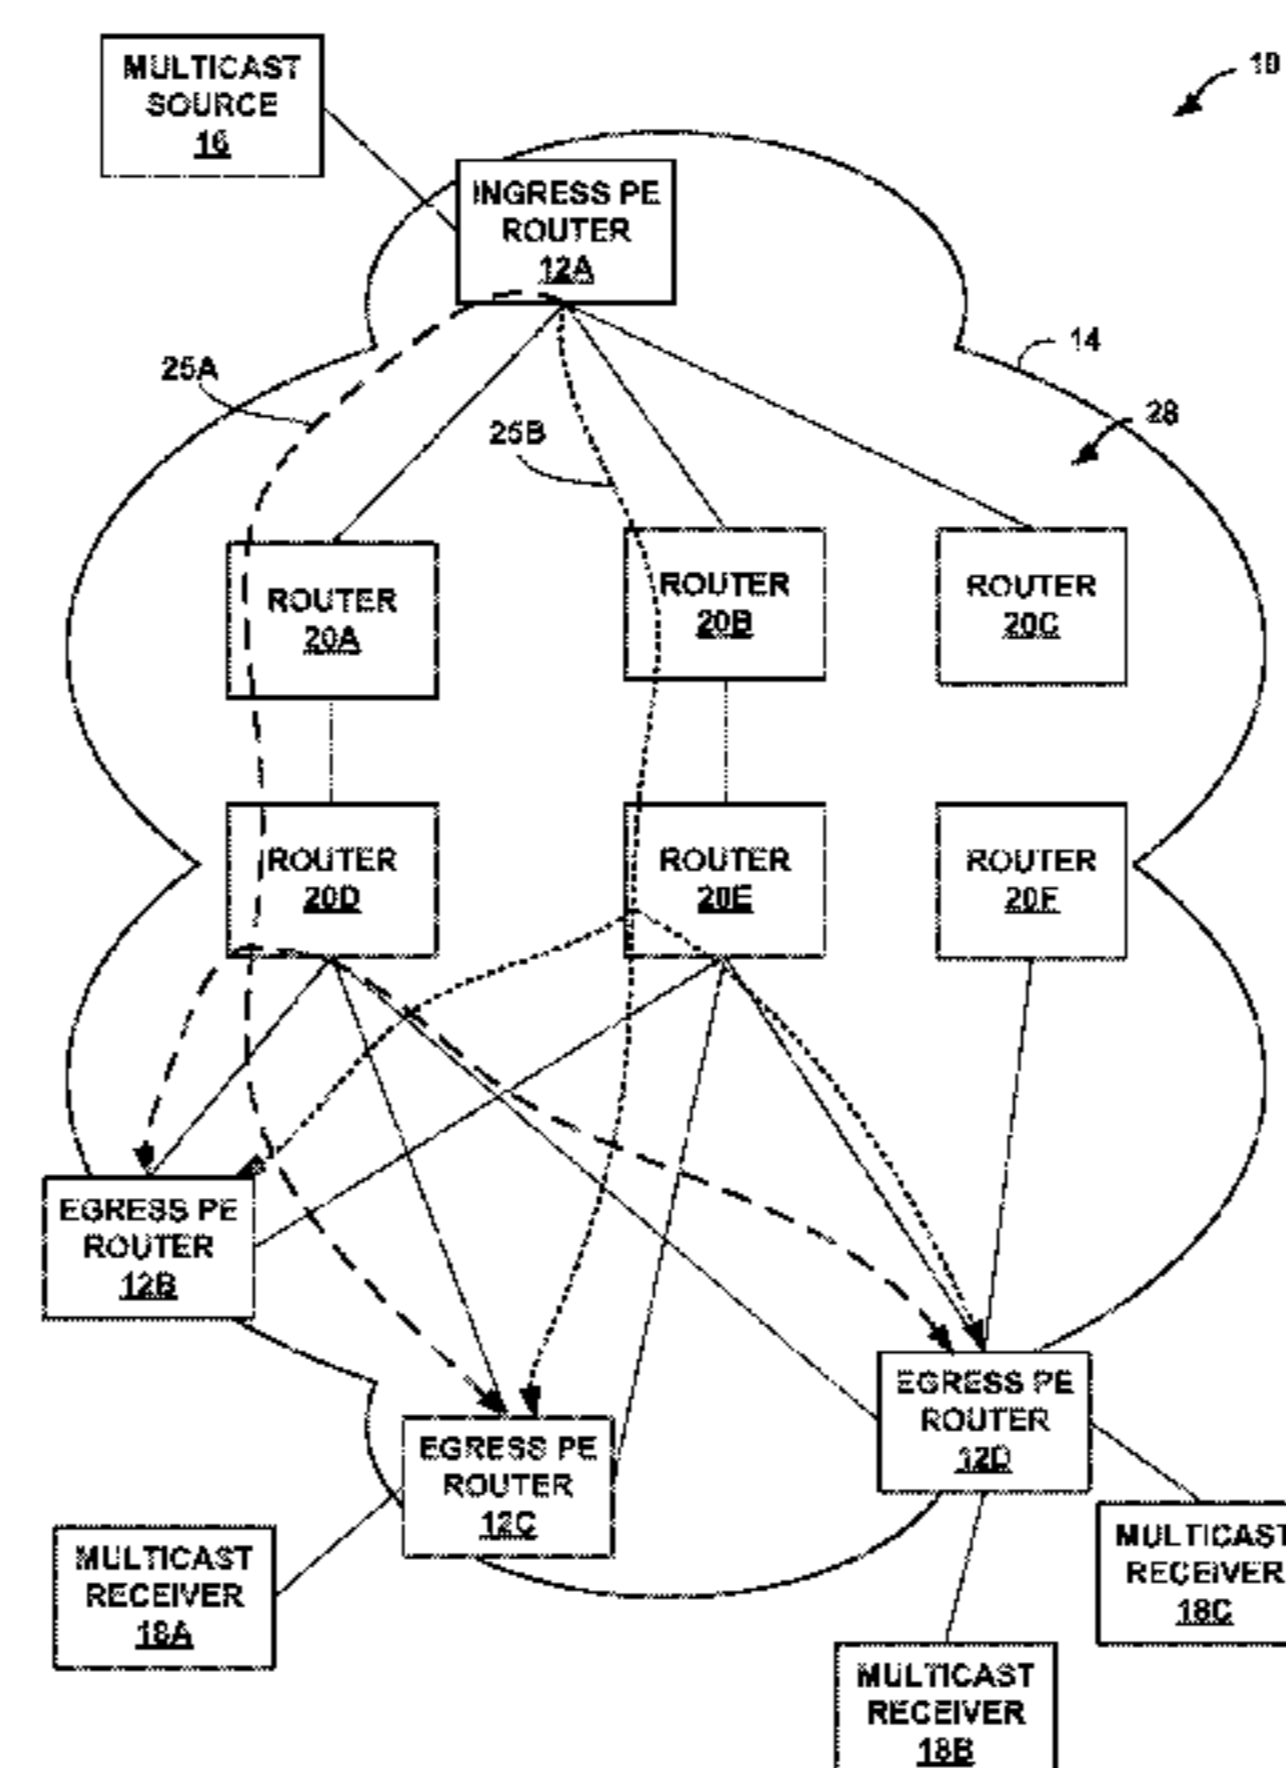 MULTICAST
SOURCE
16
10
INGRESS PE
ROUTER
12A
14
25A
28
25B
ROUTER
20A
ROUTER
20B
ROUTER
20C
ROUTER
20D
ROUTER
20E
ROUTER
20F
EGRESS PE
ROUTER
12B
EGRESS PE
ROUTER
12D
EGRESS PE
ROUTER
12C
MULTICAST
RECEIVER
18C
MULTICAST
RECEIVER
18A
MULTICAST
RECEIVER
18B